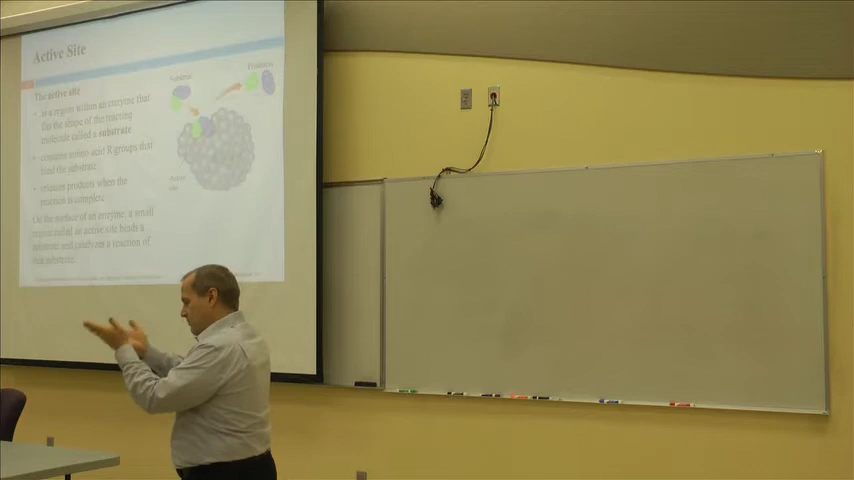 Active Site
The active site
• is a region within an enzyme that
fits the shape of the reacting
molecule called a substrate
• contains amino acid R groups that
bind the substrate
• releases products when the
reaction is complete
On the surface of an enzyme, a small
region called an active site binds a
substrate and catalyzes a reaction of
that substrate.
Substrate
Products
Active
site